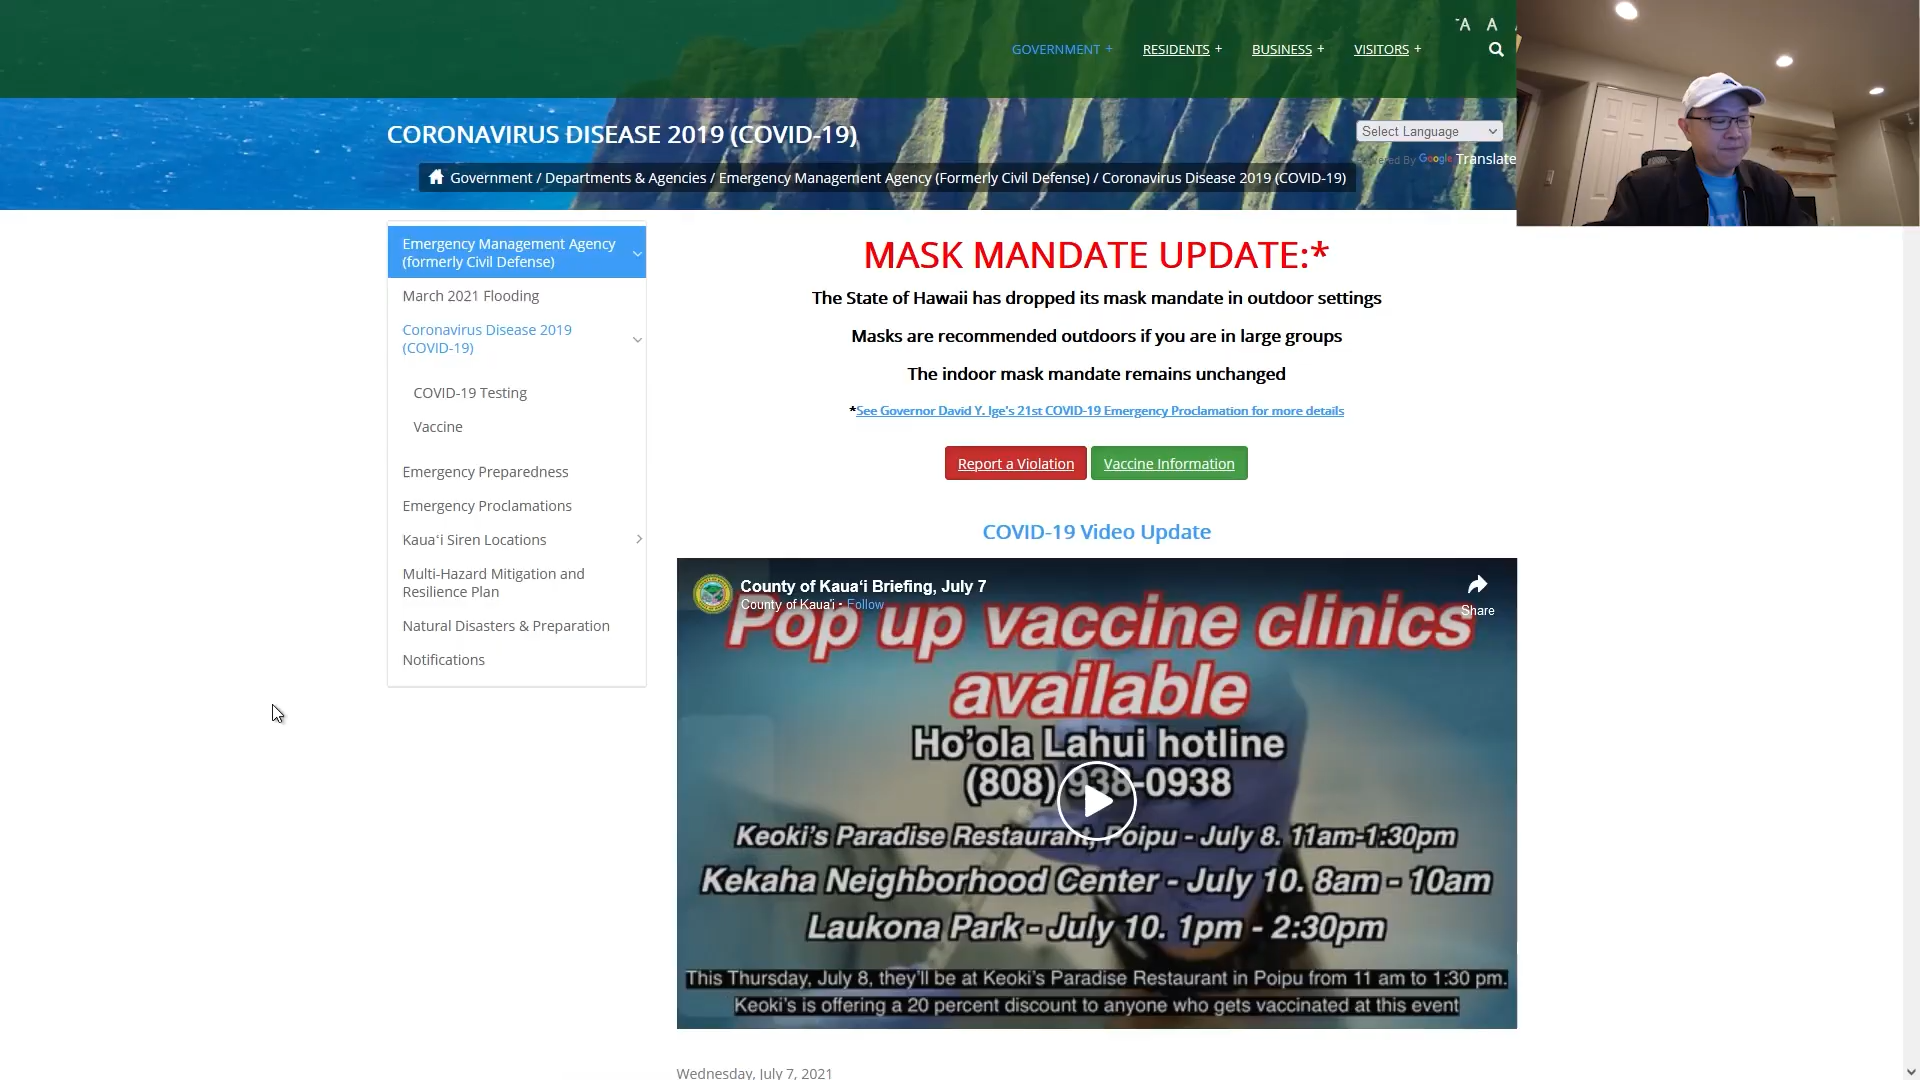 -A A
GOVERNMENT + RESIDENTS + BUSINESS + VISITORS +
CORONAVIRUS DISEASE 2019 (COVID-19)
Select Language
Powered By Google Translate
Government / Departments & Agencies / Emergency Management Agency (Formerly Civil Defense) / Coronavirus Disease 2019 (COVID-19)
Emergency Management Agency
(formerly Civil Defense)
March 2021 Flooding
Coronavirus Disease 2019
(COVID-19)
COVID-19 Testing
Vaccine
Emergency Preparedness
Emergency Proclamations
Kauaʻi Siren Locations
Multi-Hazard Mitigation and
Resilience Plan
Natural Disasters & Preparation
Notifications
MASK MANDATE UPDATE:*
The State of Hawaii has dropped its mask mandate in outdoor settings
Masks are recommended outdoors if you are in large groups
The indoor mask mandate remains unchanged
*See Governor David Y. Ige's 21st COVID-19 Emergency Proclamation for more details
Report a Violation Vaccine Information
COVID-19 Video Update
County of Kauaʻi Briefing, July 7
County of Kaua'i · Follow
Share
Pop up vaccine clinics
available
Ho'ola Lahui hotline
(808) 938-0938
Keoki's Paradise Restaurant, Poipu - July 8. 11am-1:30pm
Kekaha Neighborhood Center - July 10. 8am - 10am
Laukona Park - July 10. 1pm - 2:30pm
This Thursday, July 8, they'll be at Keoki's Paradise Restaurant in Poipu from 11 am to 1:30 pm.
Keoki's is offering a 20 percent discount to anyone who gets vaccinated at this event
Wednesday, July 7, 2021